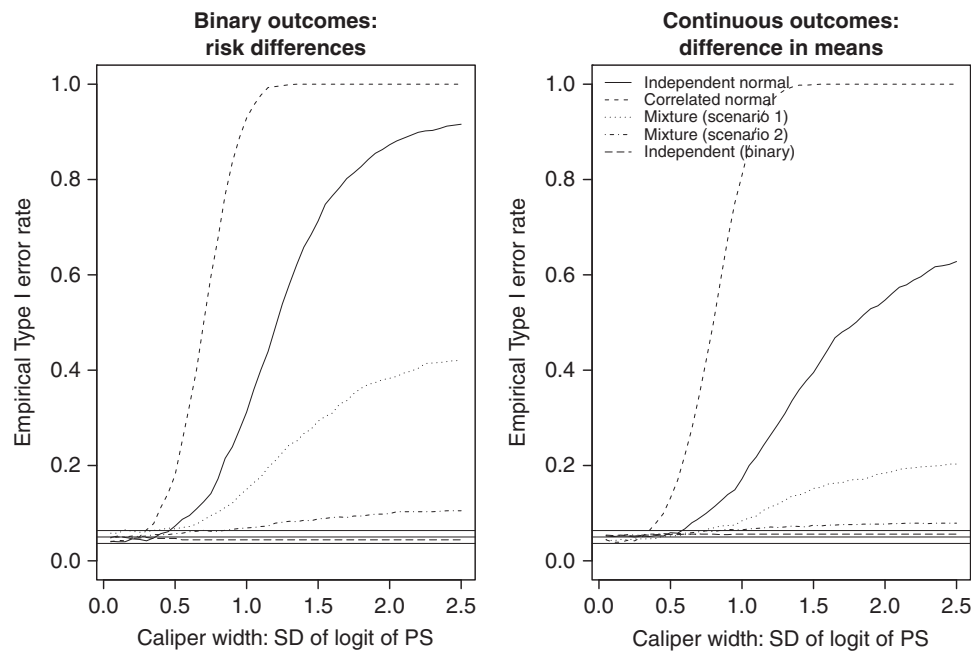 Binary outcomes:
risk differences
Empirical Type I error rate
1.0
0.8
0.6
0.4
0.2
0.0
0.0 0.5 1.0 1.5 2.0 2.5
Caliper width: SD of logit of PS
Continuous outcomes:
difference in means
Empirical Type I error rate
1.0
0.8
0.6
0.4
0.2
0.0
Independent normal
Correlated normal
Mixture (scenario 1)
Mixture (scenario 2)
Independent (binary)
0.0 0.5 1.0 1.5 2.0 2.5
Caliper width: SD of logit of PS